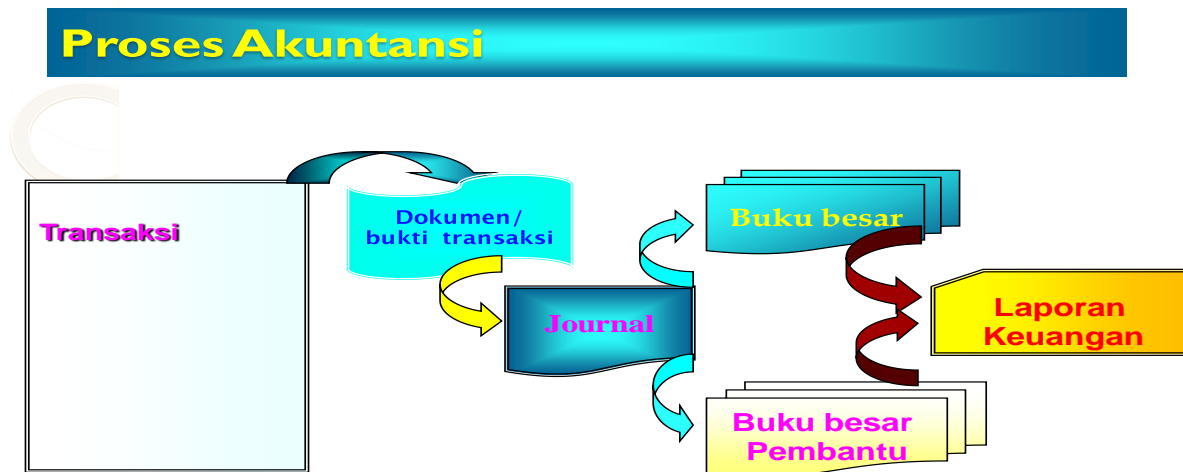 Proses Akuntansi
Transaksi
Dokumen/
bukti transaksi
Journal
Buku besar
Buku besar
Pembantu
Laporan
Keuangan